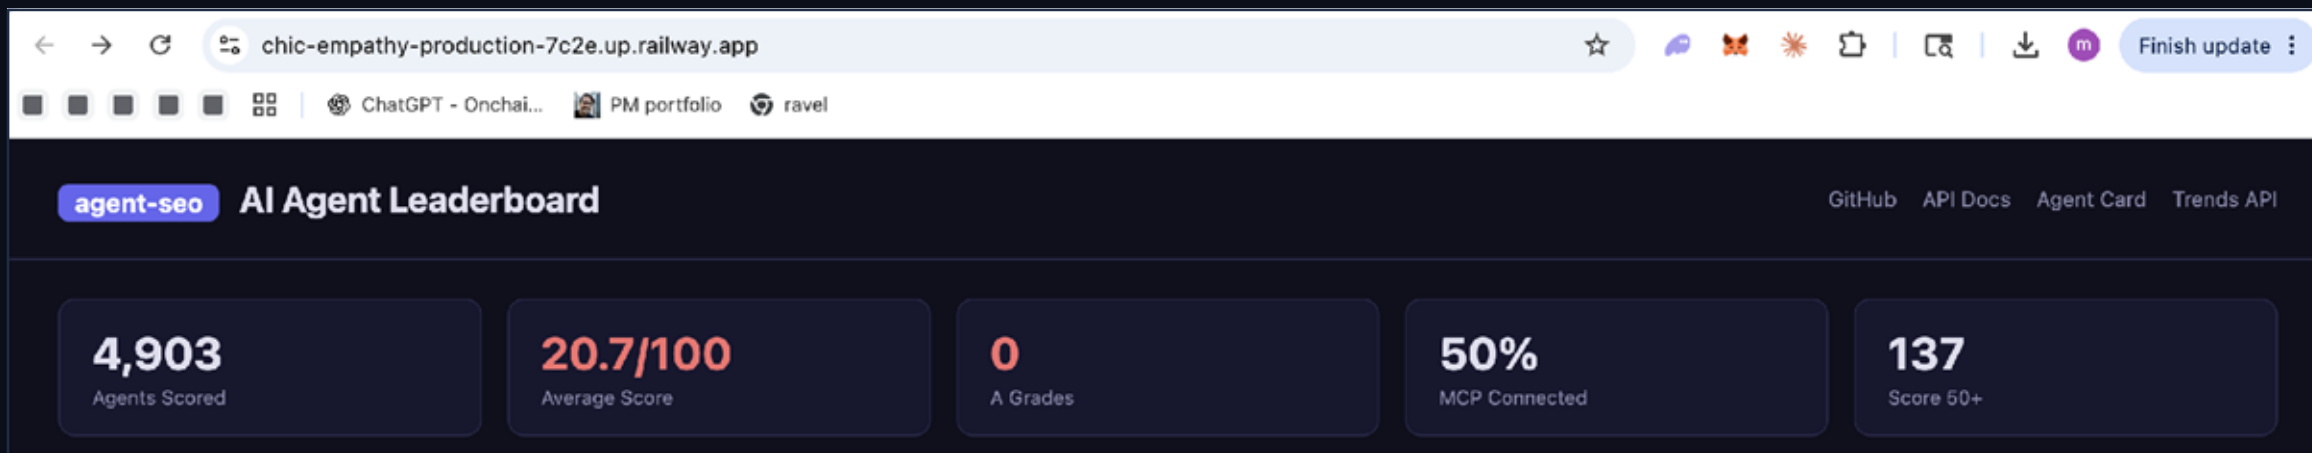 chic-empathy-production-7c2e.up.railway.app
m
Finish update
ChatGPT - Onchai...
PM portfolio
ravel
agent-seo AI Agent Leaderboard
GitHub API Docs Agent Card Trends API
4,903
Agents Scored
20.7/100
Average Score
0
A Grades
50%
MCP Connected
137
Score 50+